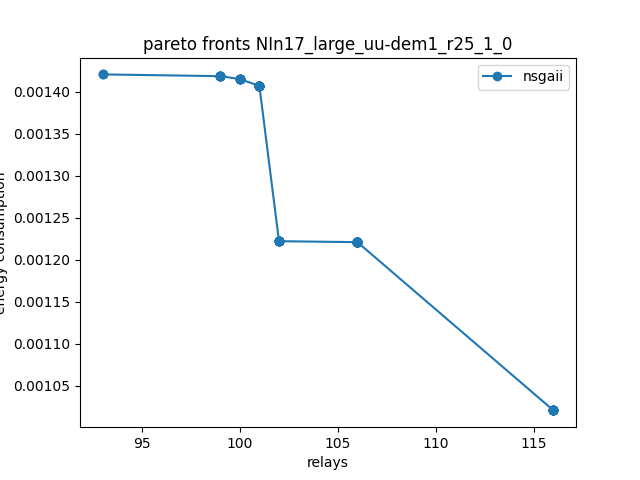 pareto fronts NIn17_large_uu-dem1_r25_1_0
nsgaii
0.00140
0.00135
0.00130
0.00125
0.00120
0.00115
0.00110
0.00105
energy consumption
95 100 105 110 115
relays